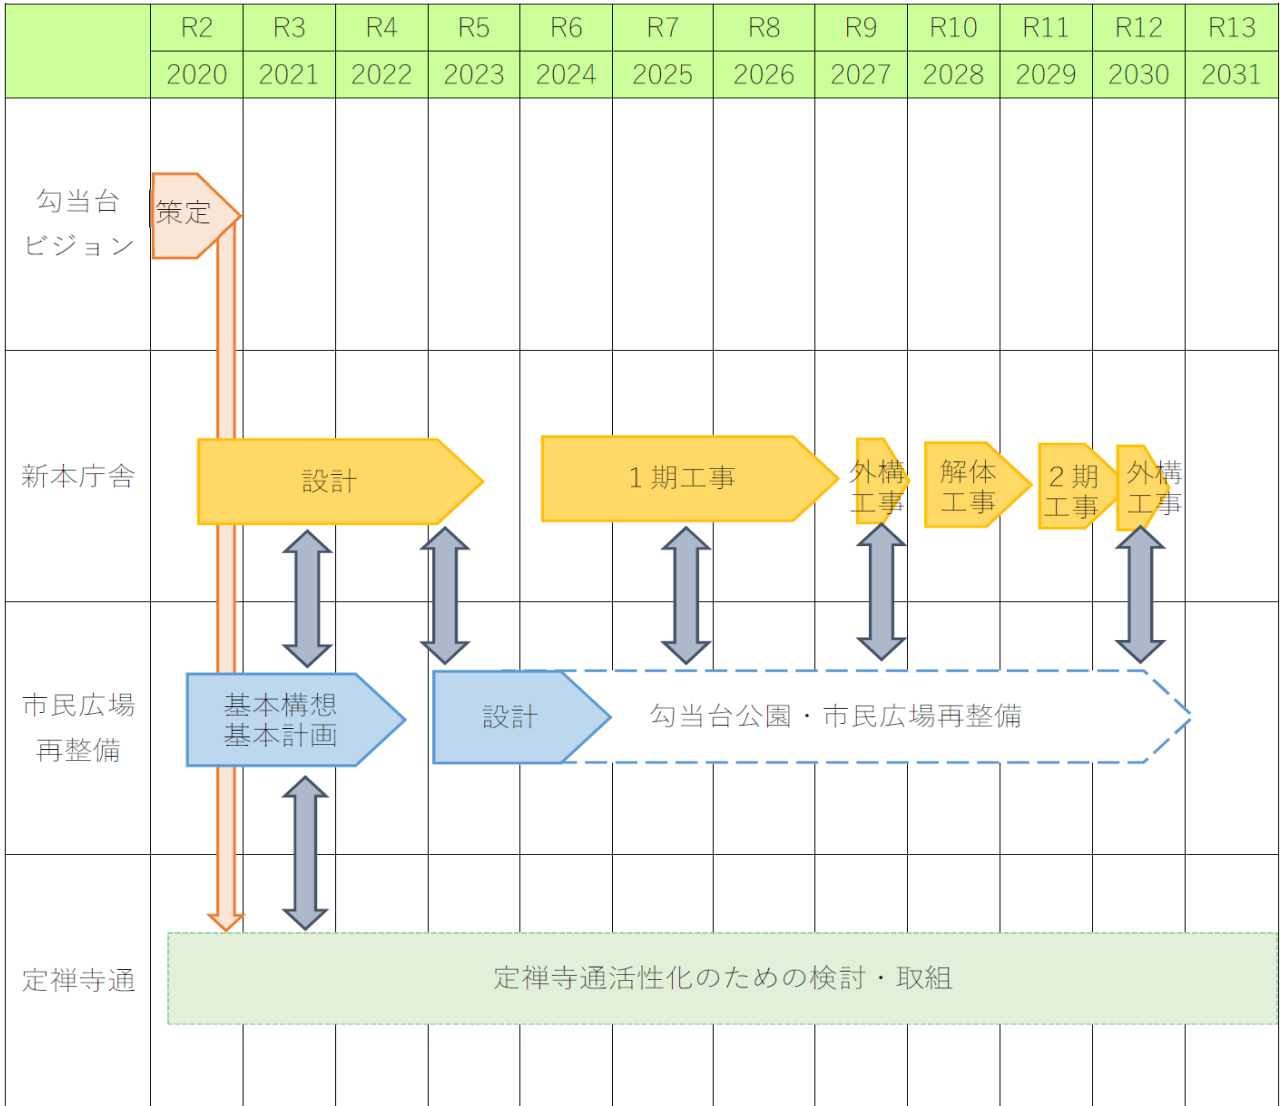 R2 R3 R4 R5 R6 R7 R8 R9 R10 R11 R12 R13
2020 2021 2022 2023 2024 2025 2026 2027 2028 2029 2030 2031
勾当台
ビジョン
策定
新本庁舎
設計
１期工事
外構
工事
解体
工事
２期
工事
外構
工事
市民広場
再整備
基本構想
基本計画
設計
勾当台公園・市民広場再整備
定禅寺通
定禅寺通活性化のための検討・取組